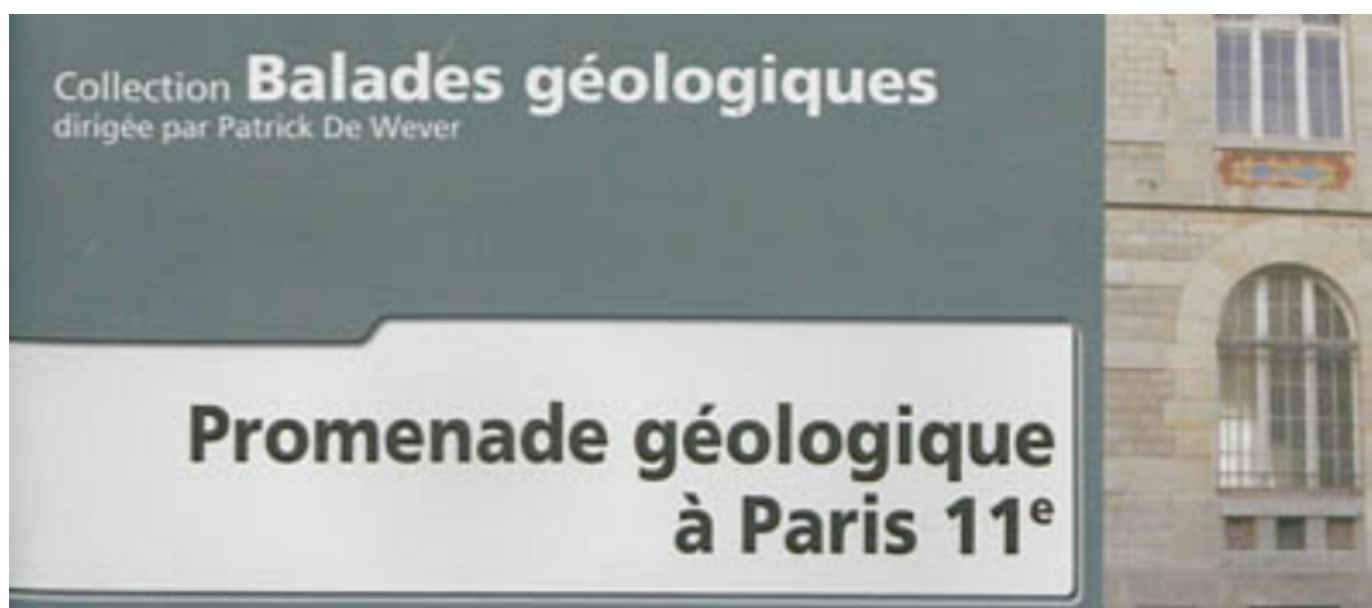 Collection Balades géologiques
dirigée par Patrick De Wever
Promenade géologique
à Paris 11e